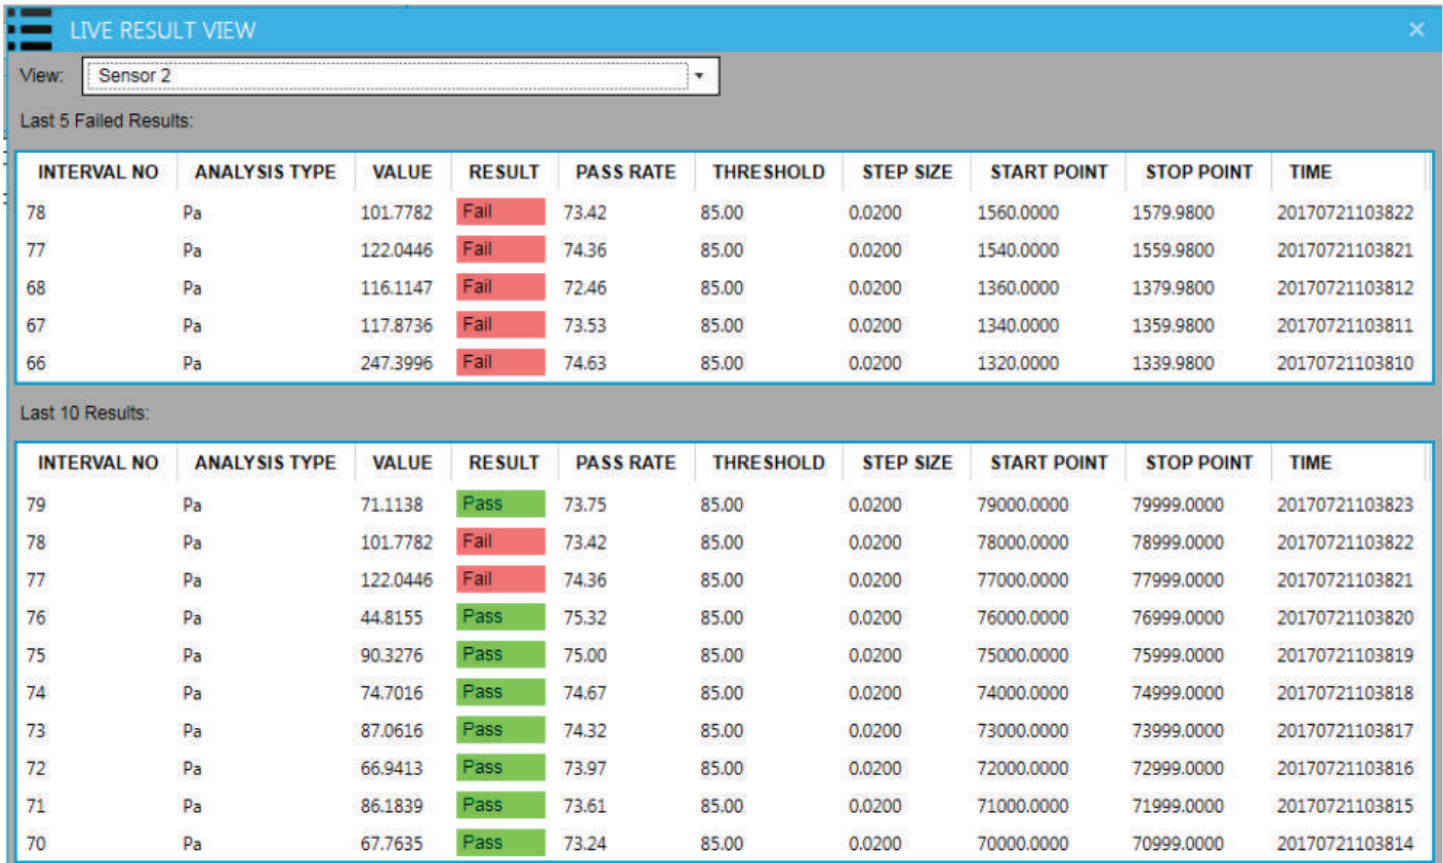 LIVE RESULT VIEW
View: Sensor 2
Last 5 Failed Results:
INTERVAL NO ANALYSIS TYPE VALUE RESULT PASS RATE THRESHOLD STEP SIZE START POINT STOP POINT TIME
78 Pa 101.7782 Fail 73.42 85.00 0.0200 1560.0000 1579.9800 20170721103822
77 Pa 122.0446 Fail 74.36 85.00 0.0200 1540.0000 1559.9800 20170721103821
68 Pa 116.1147 Fail 72.46 85.00 0.0200 1360.0000 1379.9800 20170721103812
67 Pa 117.8736 Fail 73.53 85.00 0.0200 1340.0000 1359.9800 20170721103811
66 Pa 247.3996 Fail 74.63 85.00 0.0200 1320.0000 1339.9800 20170721103810
Last 10 Results:
INTERVAL NO ANALYSIS TYPE VALUE RESULT PASS RATE THRESHOLD STEP SIZE START POINT STOP POINT TIME
79 Pa 71.1138 Pass 73.75 85.00 0.0200 79000.0000 79999.0000 20170721103823
78 Pa 101.7782 Fail 73.42 85.00 0.0200 78000.0000 78999.0000 20170721103822
77 Pa 122.0446 Fail 74.36 85.00 0.0200 77000.0000 77999.0000 20170721103821
76 Pa 44.8155 Pass 75.32 85.00 0.0200 76000.0000 76999.0000 20170721103820
75 Pa 90.3276 Pass 75.00 85.00 0.0200 75000.0000 75999.0000 20170721103819
74 Pa 74.7016 Pass 74.67 85.00 0.0200 74000.0000 74999.0000 20170721103818
73 Pa 87.0616 Pass 74.32 85.00 0.0200 73000.0000 73999.0000 20170721103817
72 Pa 66.9413 Pass 73.97 85.00 0.0200 72000.0000 72999.0000 20170721103816
71 Pa 86.1839 Pass 73.61 85.00 0.0200 71000.0000 71999.0000 20170721103815
70 Pa 67.7635 Pass 73.24 85.00 0.0200 70000.0000 70999.0000 20170721103814